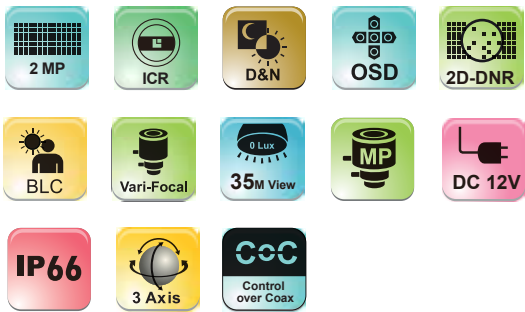 2 MP
ICR
D&N
OSD
2D-DNR
BLC
Vari-Focal
0 Lux
35M View
MP
DC 12V
IP66
3 Axis
COC
Control
over Coax